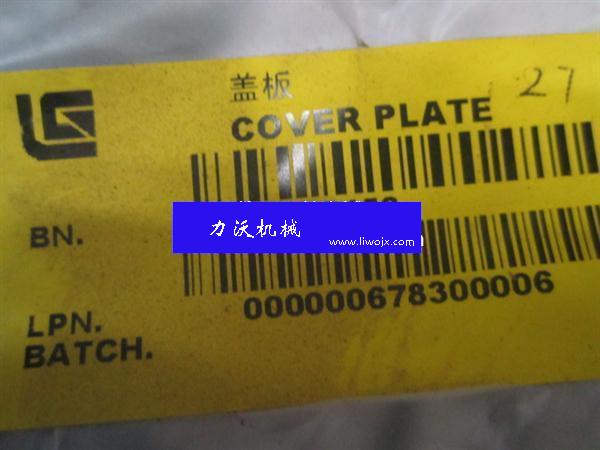 盖板
27
COVER PLATE
BN.
力沃机械
www.liwojx.com
000000678300006
LPN.
BATCH.